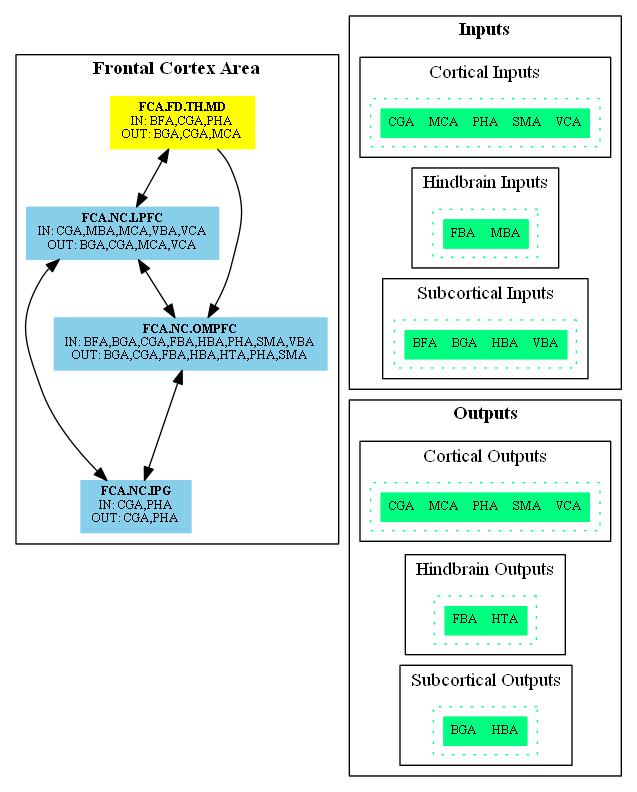 Frontal Cortex Area
FCA.FD.TH.MD
IN: BFA,CGA,PHA
OUT: BGA,CGA,MCA
FCA.NC.LPFC
IN: CGA,MBA,MCA,VBA,VCA
OUT: BGA,CGA,MCA,VCA
FCA.NC.OMPFC
IN: BFA,BGA,CGA,FBA,HBA,PHA,SMA,VBA
OUT: BGA,CGA,FBA,HBA,HTA,PHA,SMA
FCA.NC.IPG
IN: CGA,PHA
OUT: CGA,PHA
Inputs
Cortical Inputs
CGA MCA PHA SMA VCA
Hindbrain Inputs
FBA MBA
Subcortical Inputs
BFA BGA HBA VBA
Outputs
Cortical Outputs
CGA MCA PHA SMA VCA
Hindbrain Outputs
FBA HTA
Subcortical Outputs
BGA HBA